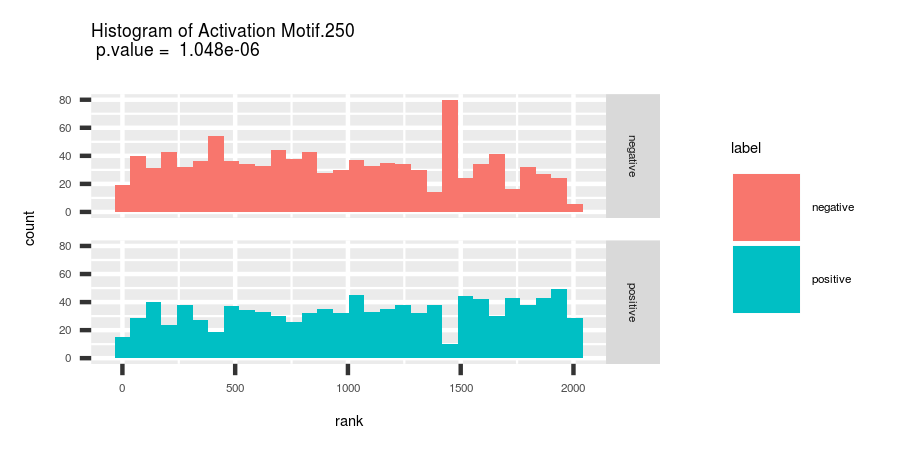 Histogram of Activation Motif.250
p.value =  1.048e-06
count
80
60
40
20
0
negative
80
60
40
20
0
positive
0 500 1000 1500 2000
rank
label
negative
positive